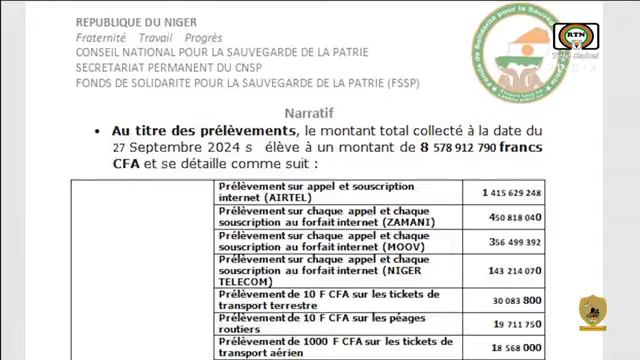 REPUBLIQUE DU NIGER
Fraternité Travail Progrès
CONSEIL NATIONAL POUR LA SAUVEGARDE DE LA PATRIE
SECRETARIAT PERMANENT DU CNSP
FONDS DE SOLIDARITE POUR LA SAUVEGARDE DE LA PATRIE (FSSP)
RTN
Narratif
• Au titre des prélèvements, le montant total collecté à la date du
27 Septembre 2024 s élève à un montant de 8 578 912 790 francs
CFA et se détaille comme suit :
Prélèvement sur appel et souscription
internet (AIRTEL)
1 415 629 248
Prélèvement sur chaque appel et chaque
souscription au forfait internet (ZAMANI)
450 818 040
Prélèvement sur chaque appel et chaque
souscription au forfait internet (MOOV)
356 499 392
Prélèvement sur chaque appel et chaque
souscription au forfait internet (NIGER
TELECOM)
143 214 070
Prélèvement de 10 F CFA sur les tickets de
transport terrestre
30 083 800
Prélèvement de 10 F CFA sur les péages
routiers
19 711 750
Prélèvement de 1000 F CFA sur les tickets de
transport aérien
18 568 000